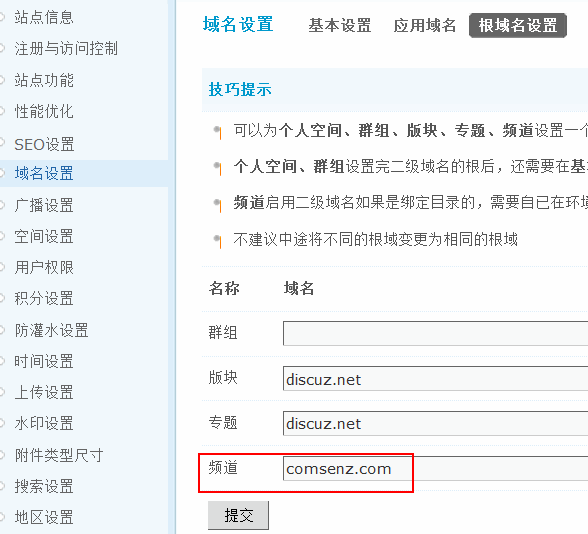 站点信息
注册与访问控制
站点功能
性能优化
SEO设置
域名设置
广播设置
空间设置
用户权限
积分设置
防灌水设置
时间设置
上传设置
水印设置
附件类型尺寸
搜索设置
地区设置
域名设置 基本设置 应用域名 根域名设置
技巧提示
可以为个人空间、群组、版块、专题、频道设置一个
个人空间、群组设置完二级域名的根后，还需要在基
频道启用二级域名如果是绑定目录的，需要自已在环
不建议中途将不同的根域变更为相同的根域
名称 域名
群组
版块 discuz.net
专题 discuz.net
频道 comsenz.com
提交